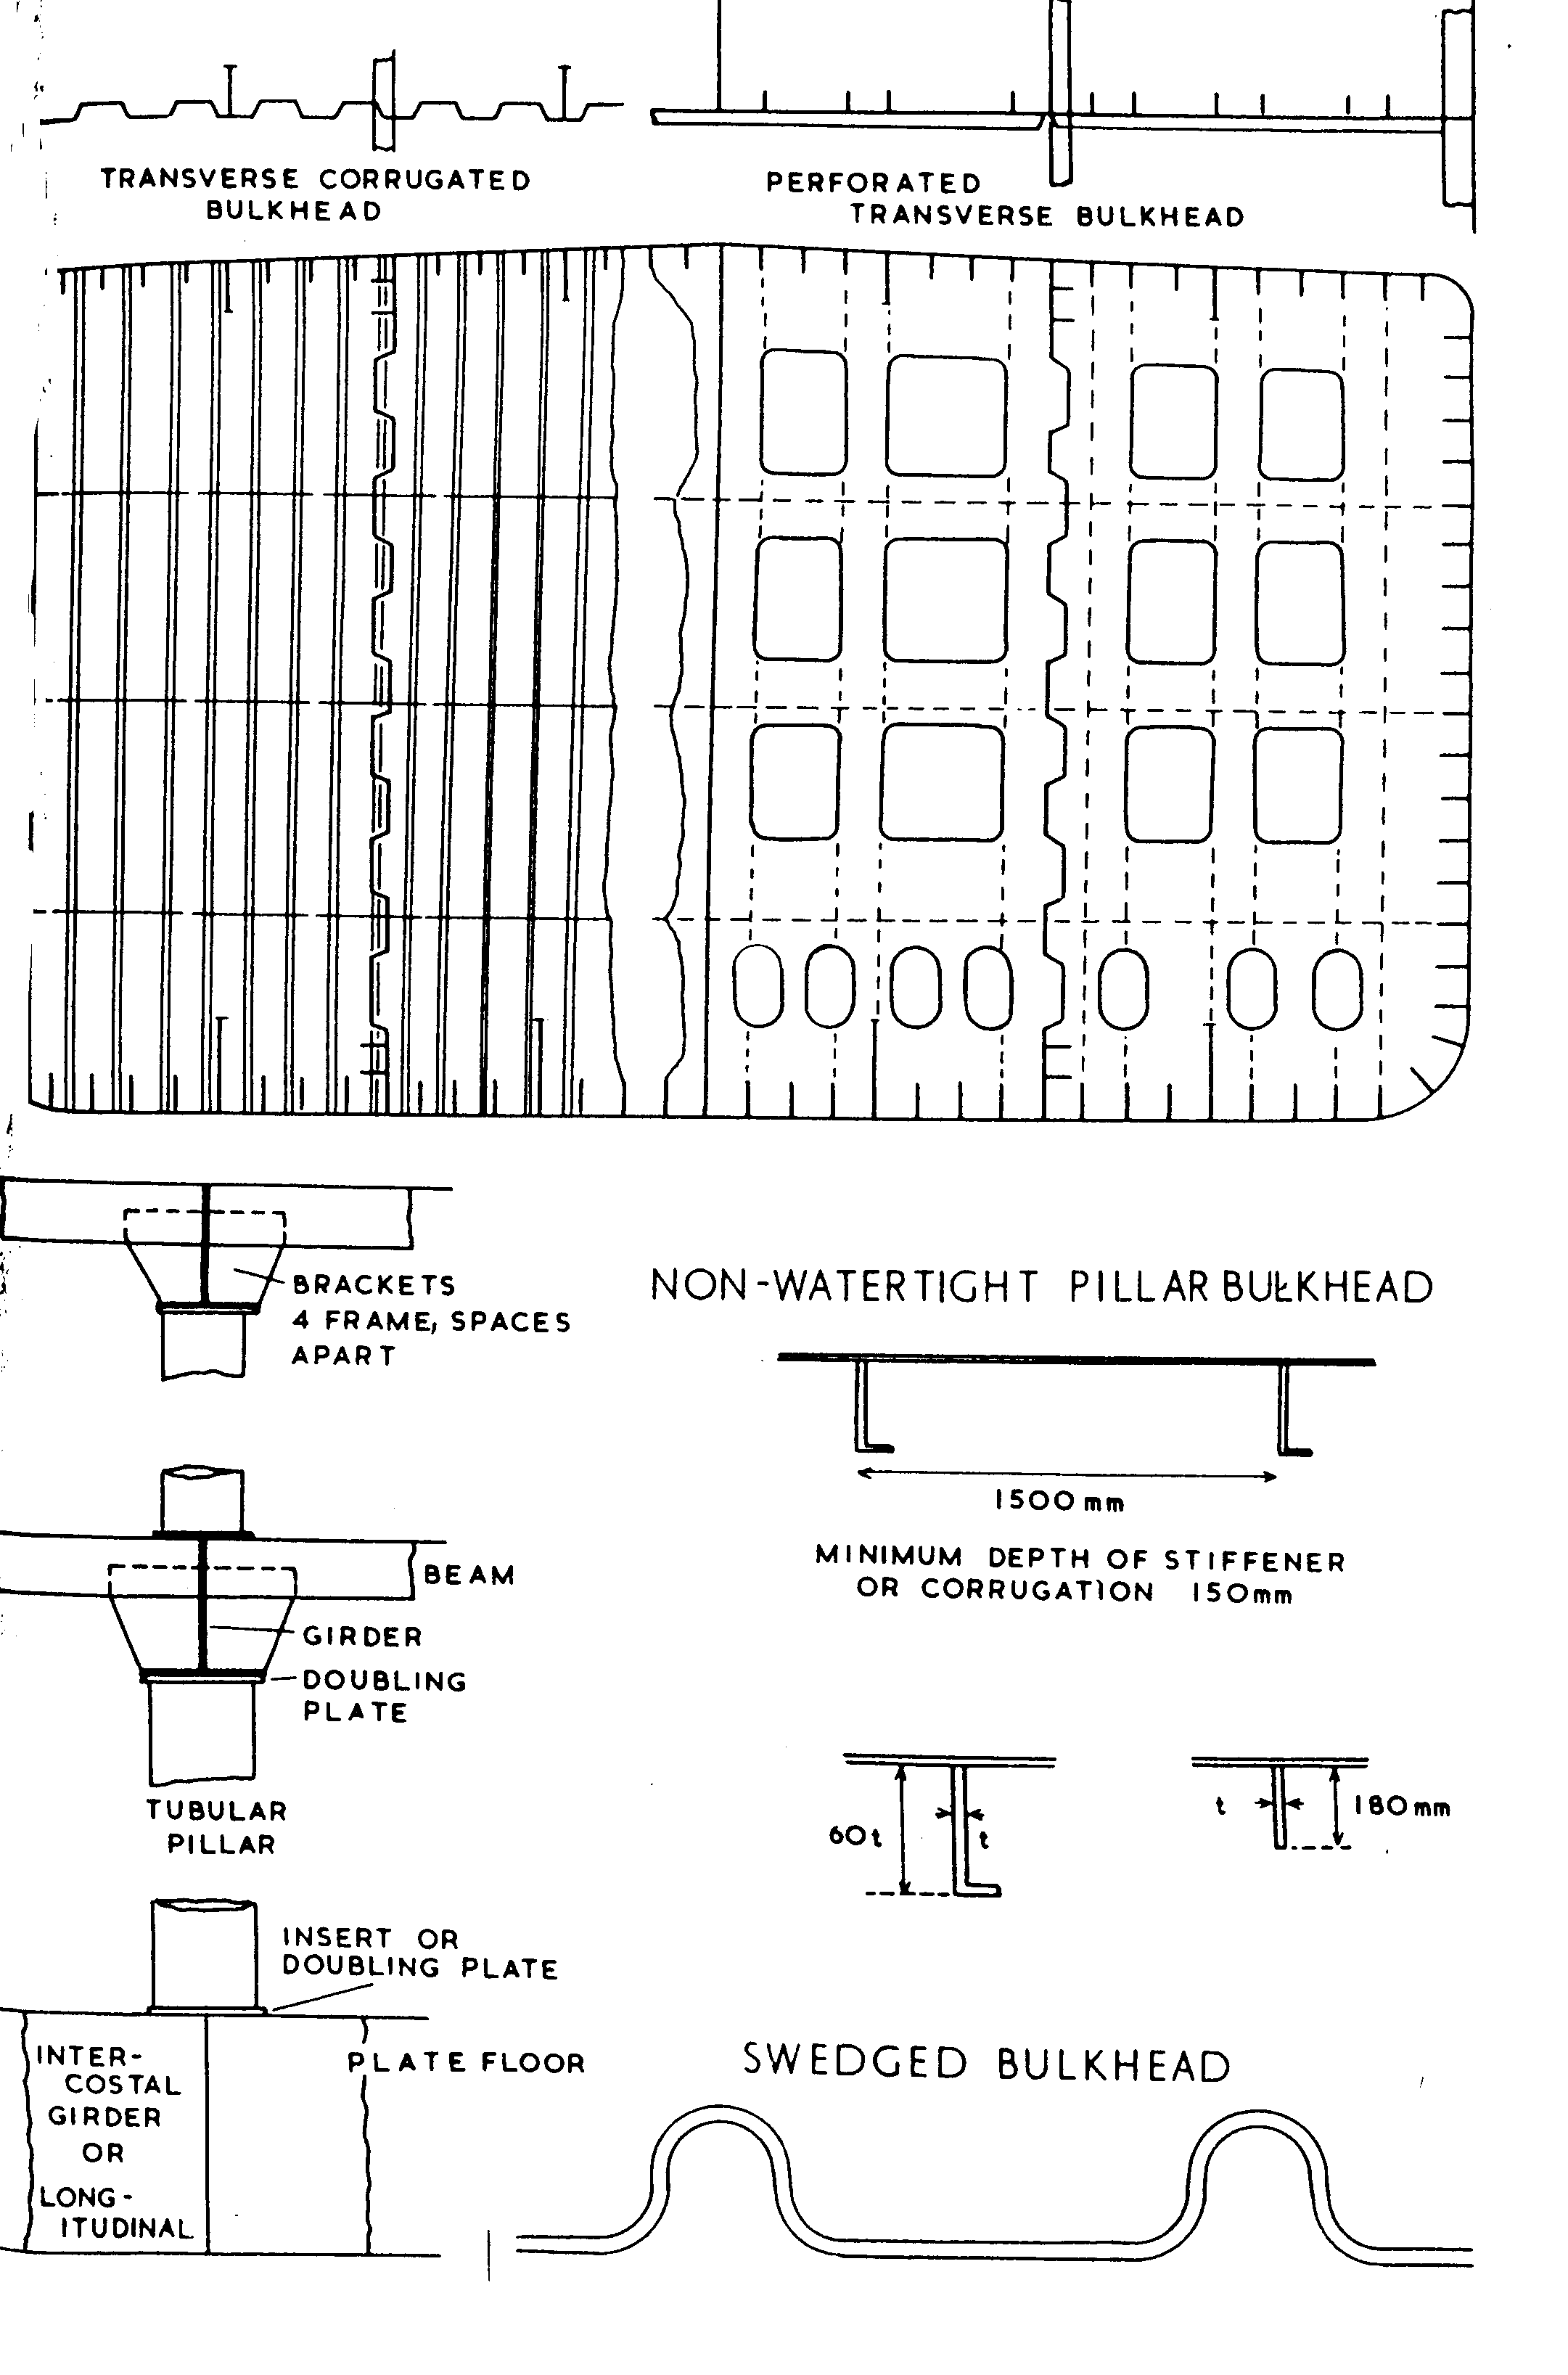 TRANSVERSE CORRUGATED
BULKHEAD
PERFORATED
TRANSVERSE BULKHEAD
BRACKETS
4 FRAME, SPACES
APART
NON-WATERTIGHT PILLAR BULKHEAD
1500 mm
MINIMUM DEPTH OF STIFFENER
OR CORRUGATION 150mm
BEAM
GIRDER
DOUBLING
PLATE
TUBULAR
PILLAR
60t
t
t
180mm
INSERT OR
DOUBLING PLATE
INTER-
COSTAL
GIRDER
OR
LONG-
ITUDINAL
PLATE FLOOR
SWEDGED BULKHEAD